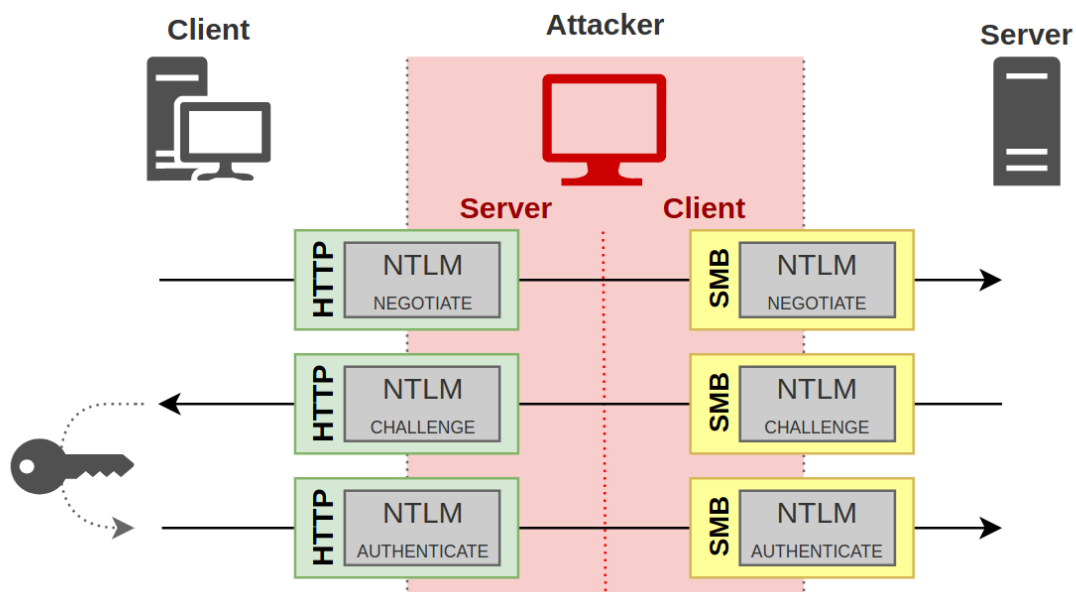 Client
Attacker
Server
Server
Client
HTTP
NTLM
NEGOTIATE
SMB
NTLM
NEGOTIATE
HTTP
NTLM
CHALLENGE
SMB
NTLM
CHALLENGE
HTTP
NTLM
AUTHENTICATE
SMB
NTLM
AUTHENTICATE